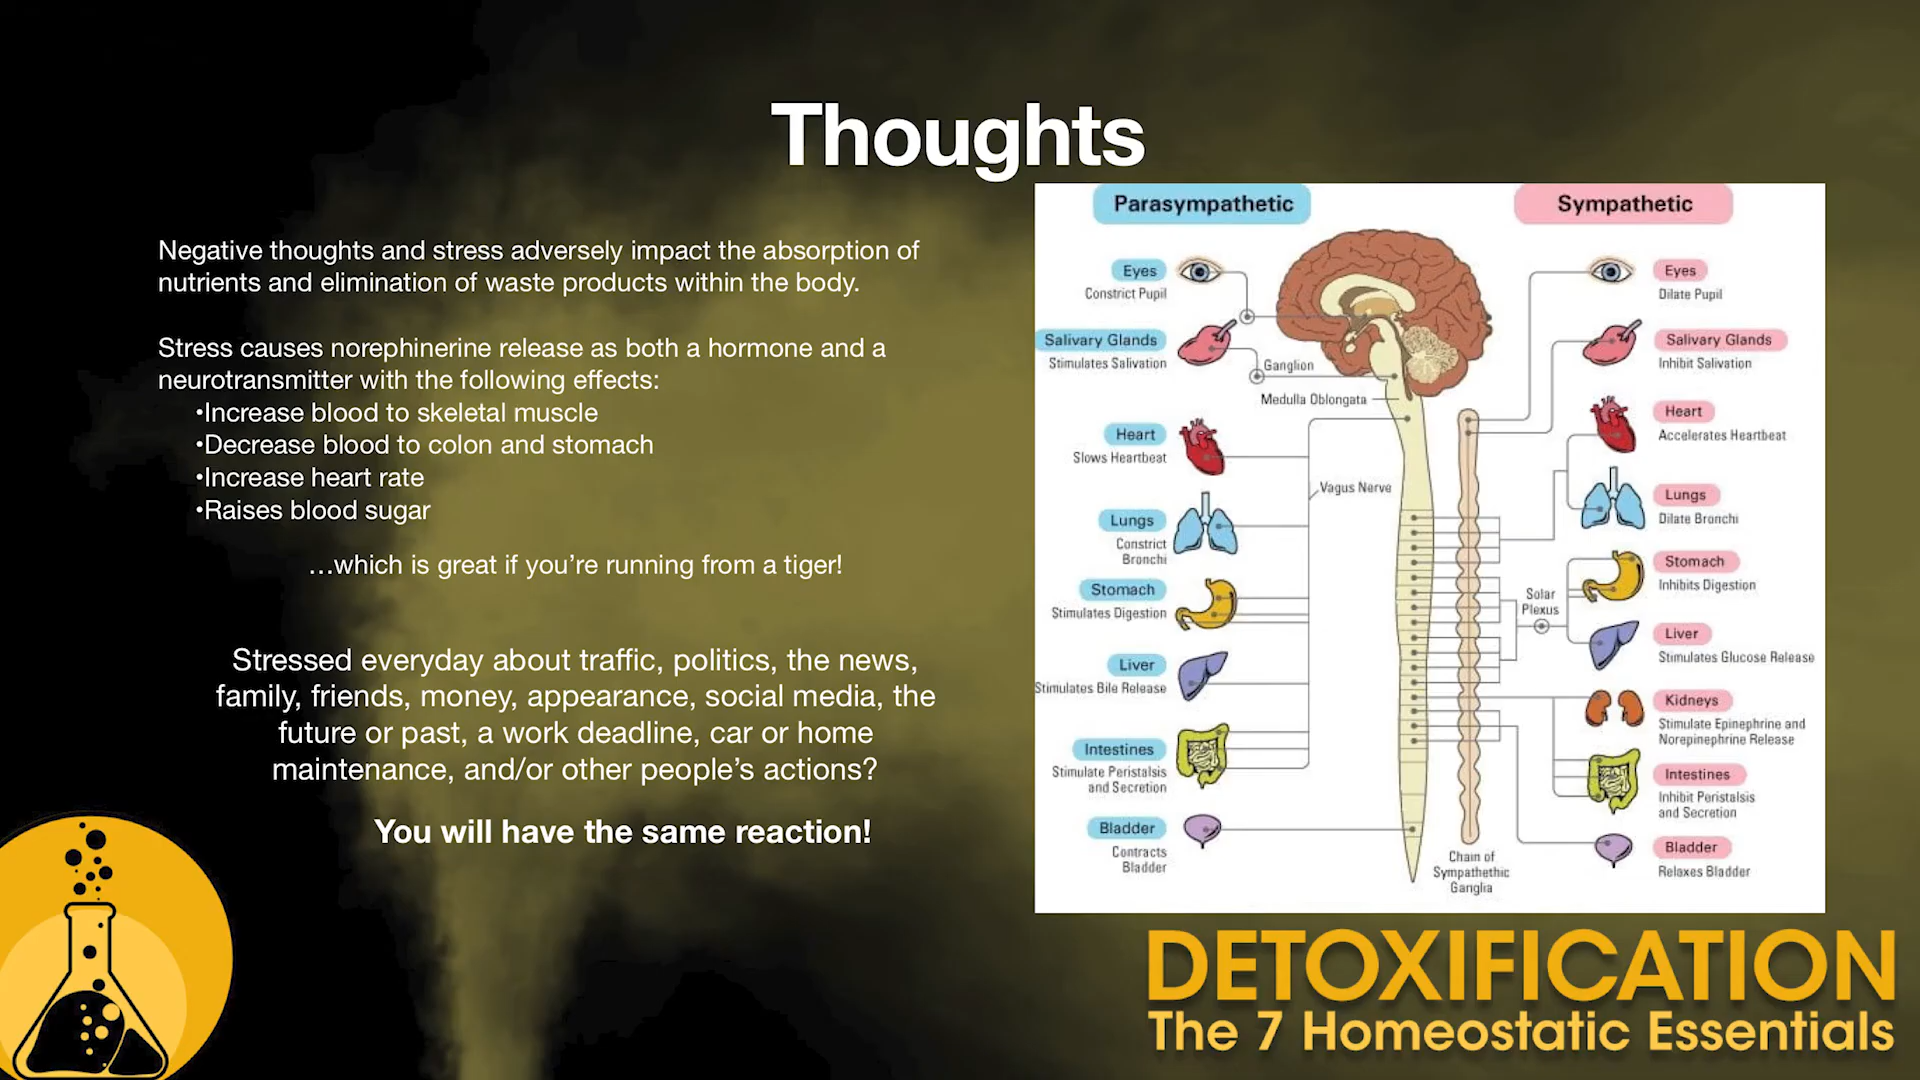 Thoughts
Negative thoughts and stress adversely impact the absorption of
nutrients and elimination of waste products within the body.
Stress causes norephinerine release as both a hormone and a
neurotransmitter with the following effects:
•Increase blood to skeletal muscle
•Decrease blood to colon and stomach
•Increase heart rate
•Raises blood sugar
…which is great if you’re running from a tiger!
Stressed everyday about traffic, politics, the news,
family, friends, money, appearance, social media, the
future or past, a work deadline, car or home
maintenance, and/or other people’s actions?
You will have the same reaction!
Parasympathetic
Eyes
Constrict Pupil
Salivary Glands
Stimulates Salivation
Heart
Slows Heartbeat
Lungs
Constrict
Bronchi
Stomach
Stimulates Digestion
Liver
Stimulates Bile Release
Intestines
Stimulate Peristalsis
and Secretion
Bladder
Contracts
Bladder
Ganglion
Medulla Oblongata
Vagus Nerve
Solar
Plexus
Chain of
Sympathethic
Ganglia
Sympathetic
Eyes
Dilate Pupil
Salivary Glands
Inhibit Salivation
Heart
Accelerates Heartbeat
Lungs
Dilate Bronchi
Stomach
Inhibits Digestion
Liver
Stimulates Glucose Release
Kidneys
Stimulate Epinephrine and
Norepinephrine Release
Intestines
Inhibit Peristalsis
and Secretion
Bladder
Relaxes Bladder
DETOXIFICATION
The 7 Homeostatic Essentials